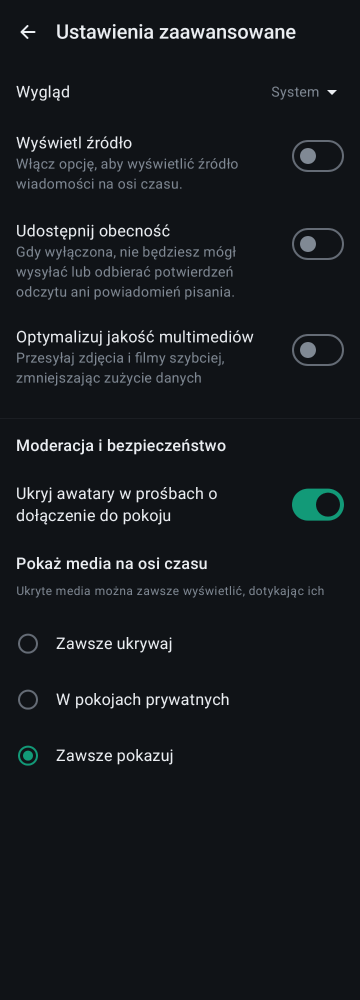 Ustawienia zaawansowane
Wygląd
System
Wyświetl źródło
Włącz opcję, aby wyświetlić źródło
wiadomości na osi czasu.
Udostępnij obecność
Gdy wyłączona, nie będziesz mógł
wysyłać lub odbierać potwierdzeń
odczytu ani powiadomień pisania.
Optymalizuj jakość multimediów
Przesyłaj zdjęcia i filmy szybciej,
zmniejszając zużycie danych
Moderacja i bezpieczeństwo
Ukryj awatary w prośbach o
dołączenie do pokoju
Pokaż media na osi czasu
Ukryte media można zawsze wyświetlić, dotykając ich
Zawsze ukrywaj
W pokojach prywatnych
Zawsze pokazuj